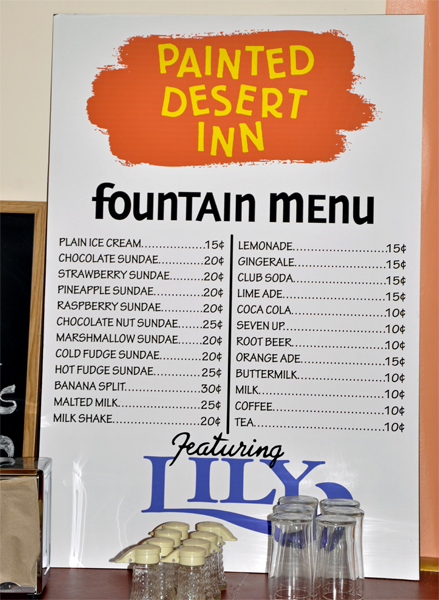 PAINTED
DESERT
INN
fountain menu
PLAIN ICE CREAM..................15¢
CHOCOLATE SUNDAE............20¢
STRAWBERRY SUNDAE.........20¢
PINEAPPLE SUNDAE.............20¢
RASPBERRY SUNDAE............20¢
CHOCOLATE NUT SUNDAE......25¢
MARSHMALLOW SUNDAE.......20¢
COLD FUDGE SUNDAE............20¢
HOT FUDGE SUNDAE..............25¢
BANANA SPLIT......................30¢
MALTED MILK........................25¢
MILK SHAKE..........................20¢
LEMONADE..........................15¢
GINGERALE..........................15¢
CLUB SODA..........................15¢
LIME ADE.............................15¢
COCA COLA..........................10¢
SEVEN UP............................10¢
ROOT BEER..........................10¢
ORANGE ADE.......................15¢
BUTTERMILK........................10¢
MILK...................................10¢
COFFEE...............................10¢
TEA.....................................10¢
Featuring
LILY